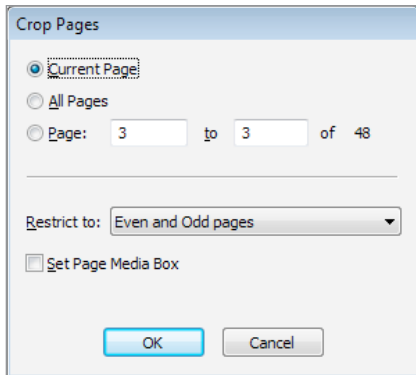 Crop Pages
Current Page
All Pages
Page: 3 to 3 of 48
Restrict to: Even and Odd pages
Set Page Media Box
OK Cancel